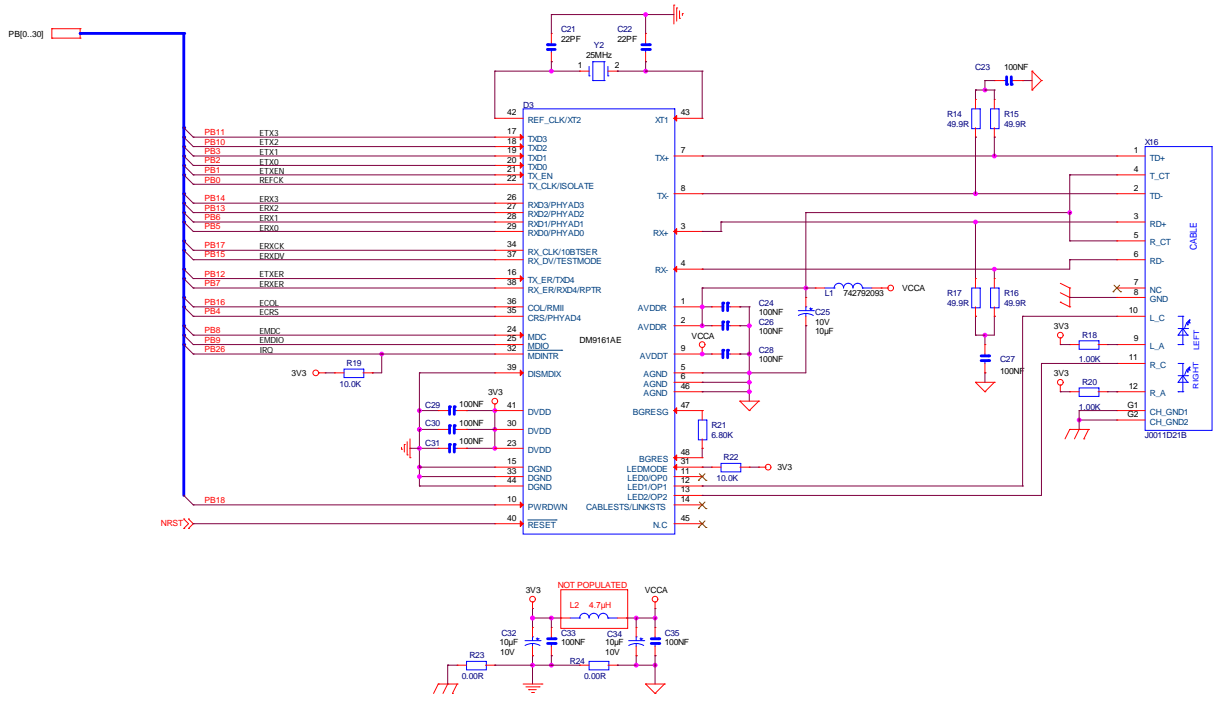 PB[0..30]
C21
22PF
C22
22PF
Y2
25MHz
1
2
C23
100NF
R14
49.9R
R15
49.9R
D3
42
REF_CLK/XT2
43
XT1
PB11 ETX3 17 TXD3
PB10 ETX2 18 TXD2
PB3 ETX1 19 TXD1
PB2 ETX0 20 TXD0
PB1 ETXEN 21 TX_EN
PB0 REFCK 22 TX_CLK/ISOLATE
PB14 ERX3 26 RXD3/PHYAD3
PB13 ERX2 27 RXD2/PHYAD2
PB6 ERX1 28 RXD1/PHYAD1
PB5 ERX0 29 RXD0/PHYAD0
PB17 ERXCK 34 RX_CLK/10BTSER
PB15 ERXDV 37 RX_DV/TESTMODE
PB12 ETXER 16 TX_ER/TXD4
PB7 ERXER 38 RX_ER/RXD4/RPTR
PB16 ECOL 36 COL/RMII
PB4 ECRS 35 CRS/PHYAD4
PB8 EMDC 24 MDC
PB9 EMDIO 25 MDIO
PB26 IRQ 32 MDINTR
DM9161AE
3V3
R19
10.0K
39 DISMDIX
3V3
C29 100NF 41 DVDD
C30 100NF 30 DVDD
C31 100NF 23 DVDD
15 DGND
33 DGND
44 DGND
PB18 10 PWRDWN
NRST 40 RESET
TX+ 7
TX- 8
RX+ 3
RX- 4
AVDDR 1
AVDDR 2
AVDDT 9
AGND 5
AGND 6
AGND 46
BGRESG 47
BGRES 48
LEDMODE 31
LED0/OP0 11
LED1/OP1 12
LED2/OP2 13
CABLESTS/LINKSTS 14
N.C 45
C24
100NF
C26
100NF
VCCA
C28
100NF
L1 742792093 VCCA
C25
10V
10µF
R21
6.80K
R22
10.0K
3V3
R17
49.9R
R16
49.9R
C27
100NF
X16
1 TD+
4 T_CT
2 TD-
3 RD+
5 R_CT
6 RD-
7 NC
8 GND
10 L_C
9 L_A
11 R_C
12 R_A
G1 CH_GND1
G2 CH_GND2
J0011D21B
CABLE
LEFT
RIGHT
3V3
R18
1.00K
3V3
R20
1.00K
NOT POPULATED
3V3
L2 4.7µH
VCCA
C32
10µF
10V
C33
100NF
C34
10µF
10V
C35
100NF
R23
0.00R
R24
0.00R